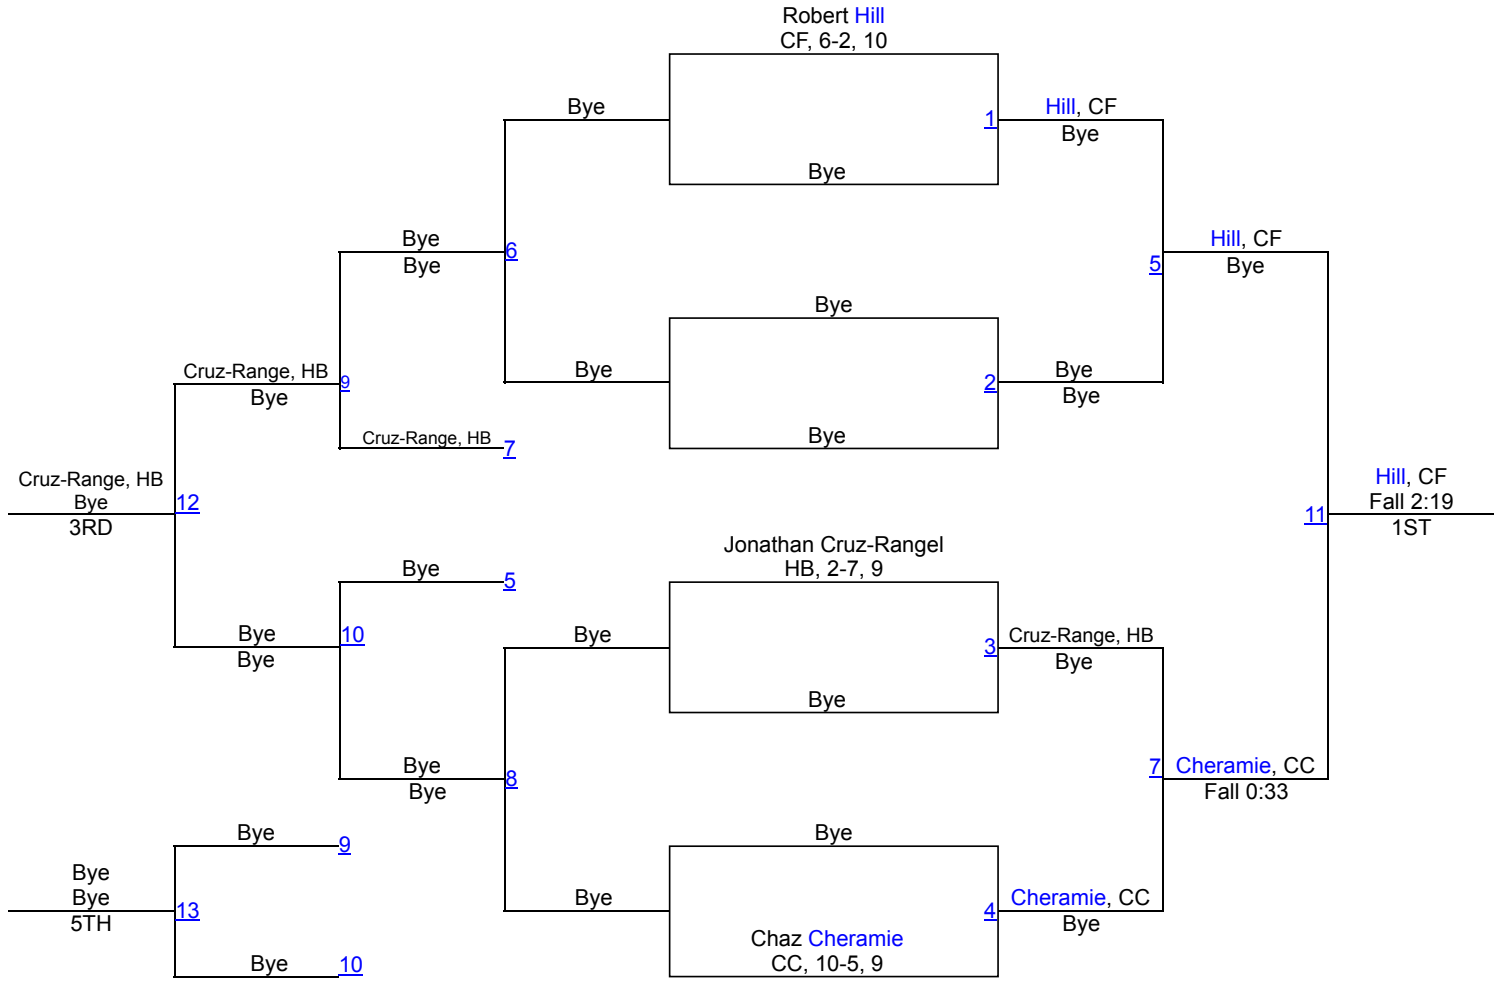 Robert Hill
CF, 6-2, 10
Bye
1
Hill, CF
Bye
Bye
Bye
6
Bye
Hill, CF
5
Bye
Bye
Bye
2
Bye
Bye
Bye
Cruz-Range, HB
9
Bye
Cruz-Range, HB
7
Cruz-Range, HB
Bye
12
3RD
Hill, CF
Fall 2:19
11
1ST
Jonathan Cruz-Rangel
HB, 2-7, 9
Bye
5
Bye
10
Bye
Bye
3
Cruz-Range, HB
Bye
Bye
Bye
8
Bye
7
Cheramie, CC
Fall 0:33
Bye
9
Bye
Bye
Bye
13
5TH
Bye
4
Cheramie, CC
Bye
Chaz Cheramie
CC, 10-5, 9
Bye
10